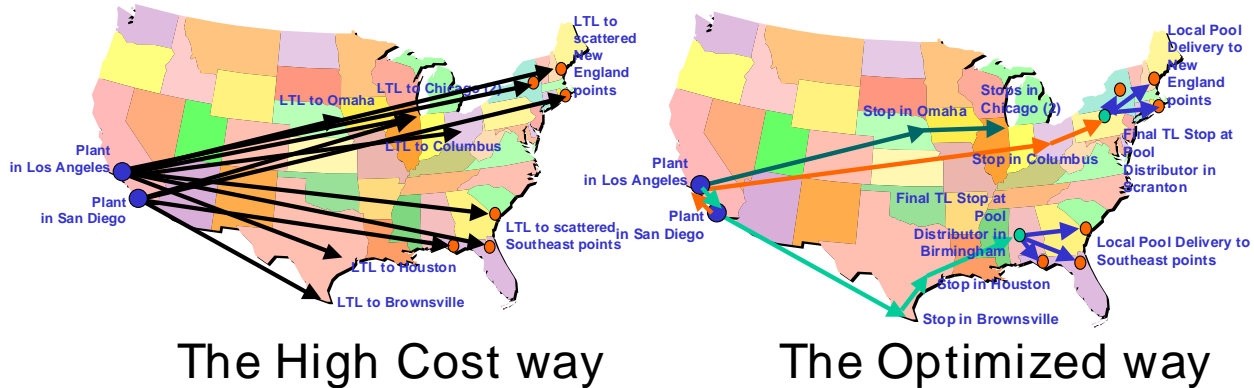 LTL to
scattered
New
England
points
LTL to Chicago (2)
LTL to Omaha
LTL to Columbus
Plant
in Los Angeles
Plant
in San Diego
LTL to scattered
Southeast points
LTL to Houston
LTL to Brownsville
The High Cost way
Local Pool
Delivery to
New
England
points
Stops in
Chicago (2)
Stop in Omaha
Stop in Columbus
Final TL Stop at
Pool
Distributor in
Scranton
Plant
in Los Angeles
Plant
in San Diego
Final TL Stop at
Pool
Distributor in
Birmingham
Local Pool Delivery to
Southeast points
Stop in Houston
Stop in Brownsville
The Optimized way